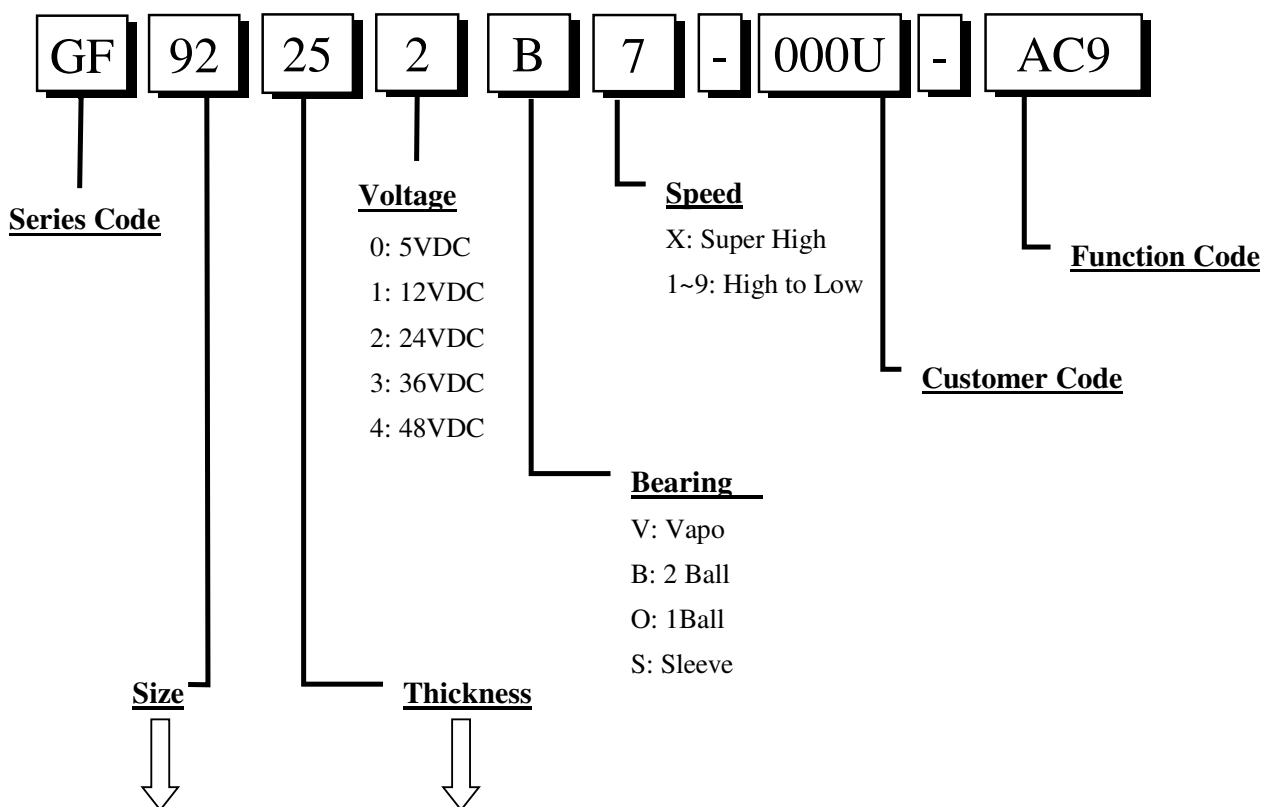 GF 92 25 2 B 7 - 000U - AC9
Series Code
Voltage
0: 5VDC
1: 12VDC
2: 24VDC
3: 36VDC
4: 48VDC
Speed
X: Super High
1~9: High to Low
Function Code
Customer Code
Bearing
V: Vapo
B: 2 Ball
O: 1Ball
S: Sleeve
Size
Thickness